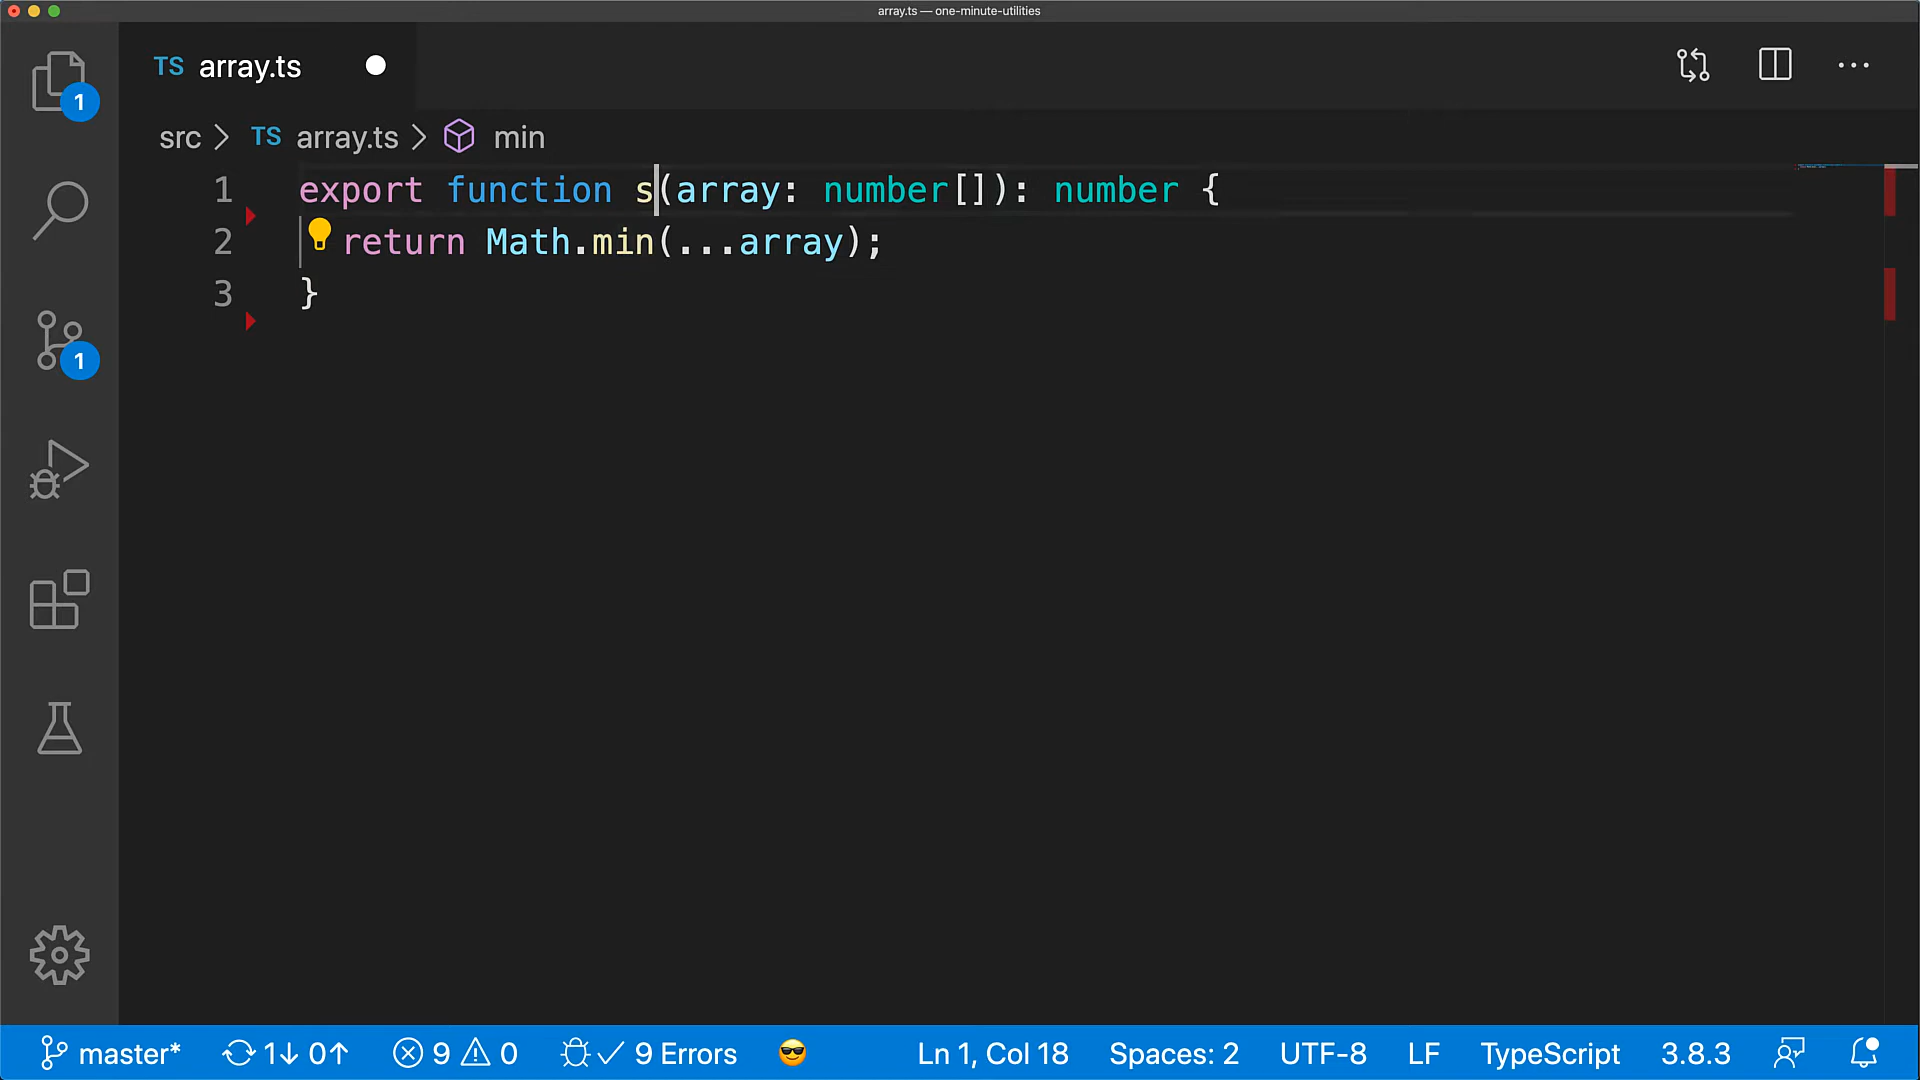 array.ts — one-minute-utilities
TS array.ts
src > TS array.ts > min
1 export function s(array: number[]): number {
2 return Math.min(...array);
3 }
1
1
master* 1↓ 0↑ 9 0 9 Errors Ln 1, Col 18 Spaces: 2 UTF-8 LF TypeScript 3.8.3